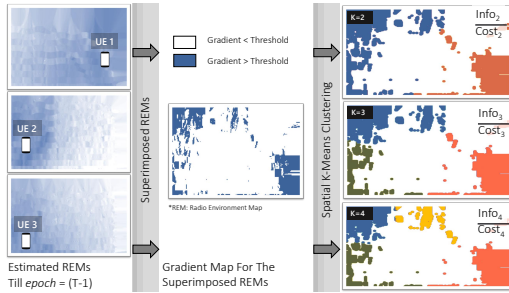 UE 1
UE 2
UE 3
Estimated REMs
Till epoch = (T-1)
Superimposed REMs
Gradient < Threshold
Gradient > Threshold
*REM: Radio Environment Map
Gradient Map For The
Superimposed REMs
Spatial K-Means Clustering
K=2
Info2
Cost2
K=3
Info3
Cost3
K=4
Info4
Cost4